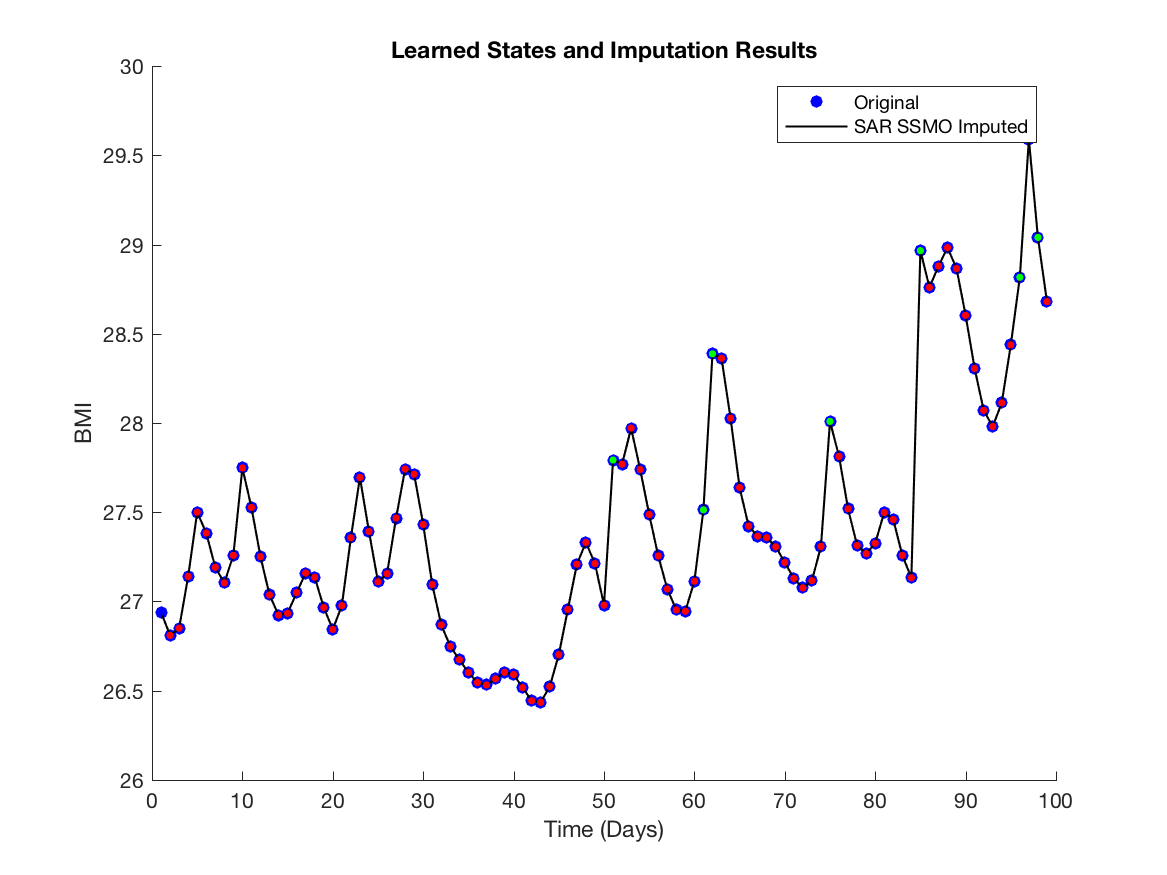 Learned States and Imputation Results
Original
SAR SSMO Imputed
30
29.5
29
28.5
28
27.5
27
26.5
26
BMI
0 10 20 30 40 50 60 70 80 90 100
Time (Days)